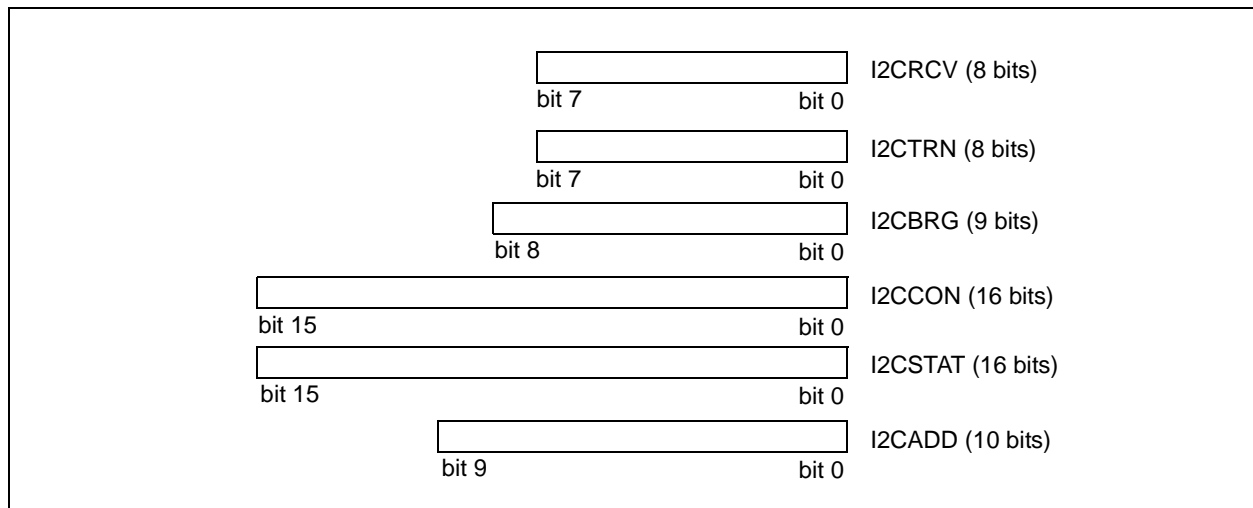 I2CRCV (8 bits)
bit 7 bit 0
I2CTRN (8 bits)
bit 7 bit 0
I2CBRG (9 bits)
bit 8 bit 0
I2CCON (16 bits)
bit 15 bit 0
I2CSTAT (16 bits)
bit 15 bit 0
I2CADD (10 bits)
bit 9 bit 0